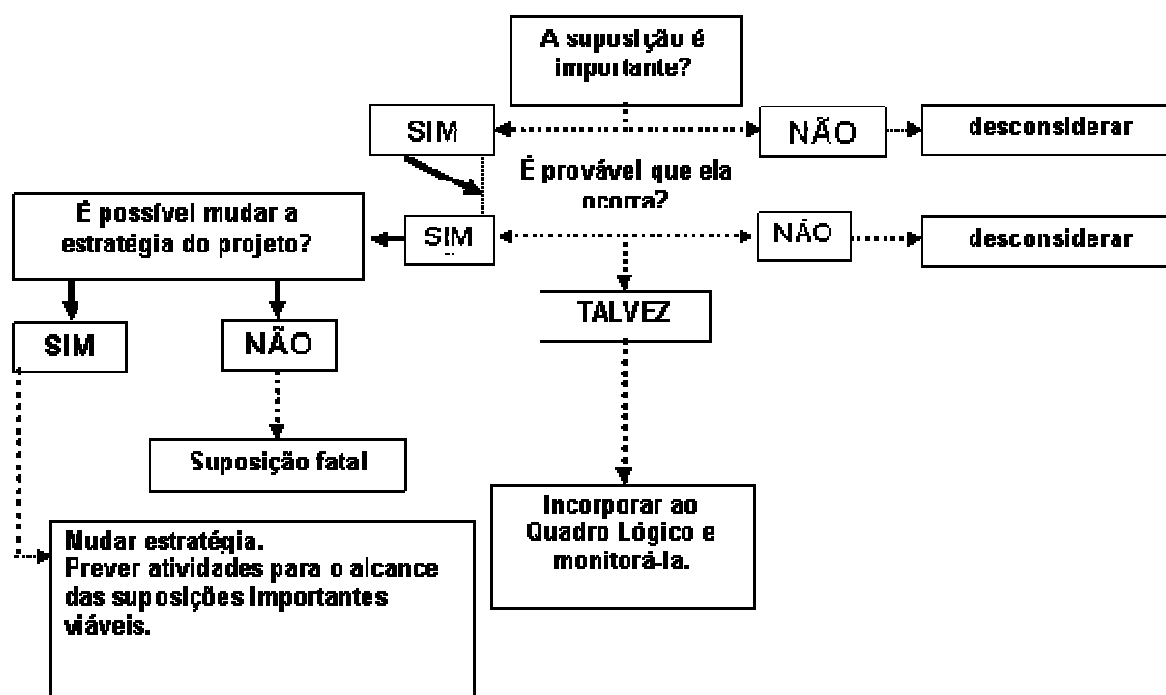 A suposição é
importante?
SIM
NÃO
desconsiderar
É provável que ela
ocorra?
É possível mudar a
estratégia do projeto?
SIM
NÃO
desconsiderar
TALVEZ
SIM
NÃO
Suposição fatal
Incorporar ao
Quadro Lógico e
monitorá-la.
Mudar estratégia.
Prever atividades para o alcance
das suposições importantes
viáveis.